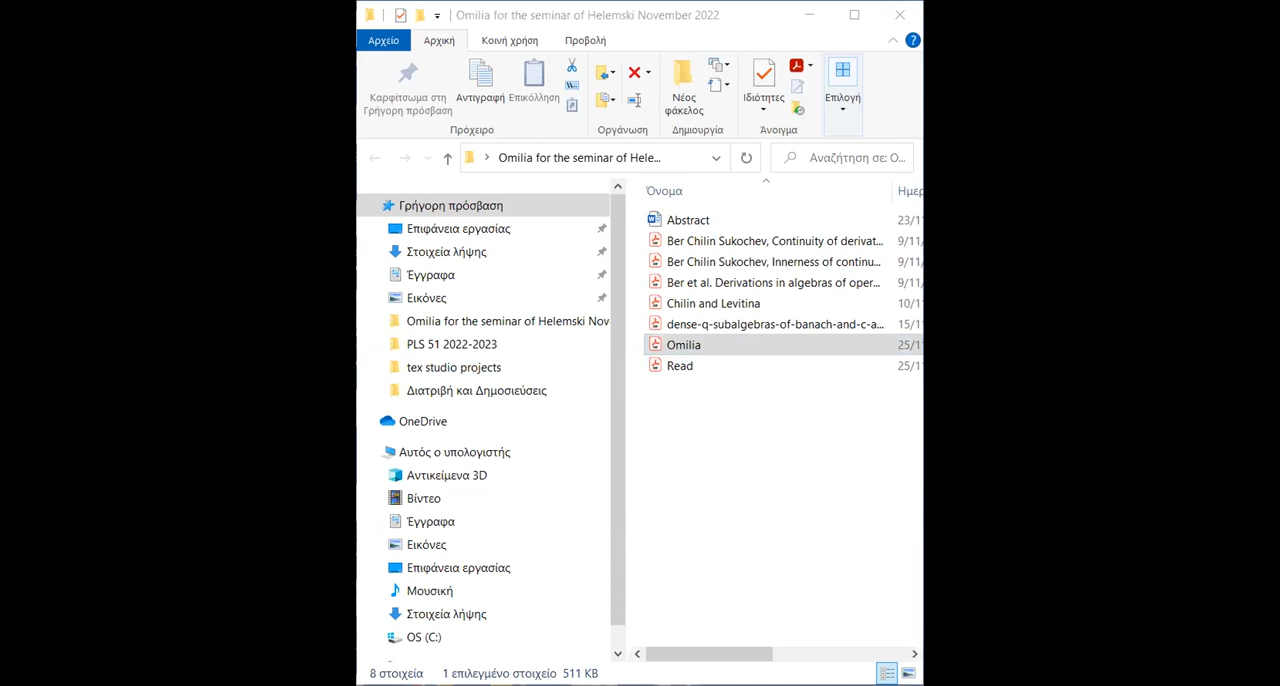 Omilia for the seminar of Helemski November 2022
Αρχείο Αρχική Κοινή χρήση Προβολή
Καρφίτσωμα στη Γρήγορη πρόσβαση
Αντιγραφή
Επικόλληση
Νέος φάκελος
Ιδιότητες
Επιλογή
Πρόχειρο Οργάνωση Δημιουργία Άνοιγμα
Omilia for the seminar of Hele...
Αναζήτηση σε: O...
Γρήγορη πρόσβαση
Επιφάνεια εργασίας
Στοιχεία λήψης
Έγγραφα
Εικόνες
Omilia for the seminar of Helemski Nov
PLS 51 2022-2023
tex studio projects
Διατριβή και Δημοσιεύσεις
OneDrive
Αυτός ο υπολογιστής
Αντικείμενα 3D
Βίντεο
Έγγραφα
Εικόνες
Επιφάνεια εργασίας
Μουσική
Στοιχεία λήψης
OS (C:)
Όνομα Ημερ
Abstract 23/1
Ber Chilin Sukochev, Continuity of derivat... 9/11/
Ber Chilin Sukochev, Innerness of continu... 9/11/
Ber et al. Derivations in algebras of oper... 9/11/
Chilin and Levitina 10/1
dense-q-subalgebras-of-banach-and-c-a... 15/1
Omilia 25/1
Read 25/1
8 στοιχεία 1 επιλεγμένο στοιχείο 511 KB